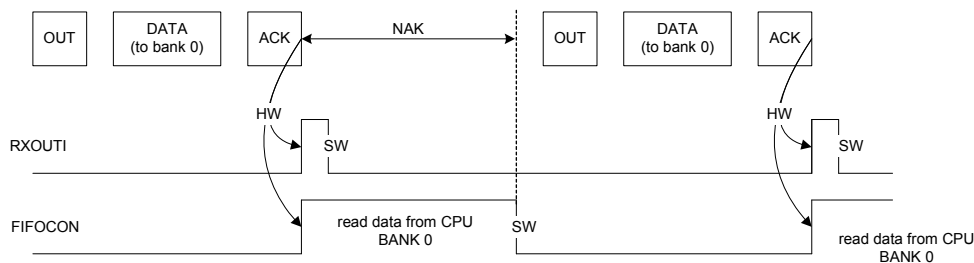 OUT DATA ACK NAK OUT DATA ACK
(to bank 0) (to bank 0)
HW HW
RXOUTI SW SW
FIFOCON read data from CPU SW
BANK 0
read data from CPU
BANK 0